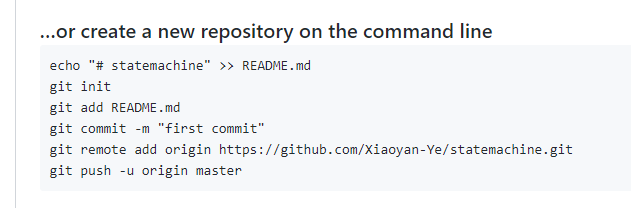 ...or create a new repository on the command line
echo "# statemachine" >> README.md
git init
git add README.md
git commit -m "first commit"
git remote add origin https://github.com/Xiaoyan-Ye/statemachine.git
git push -u origin master